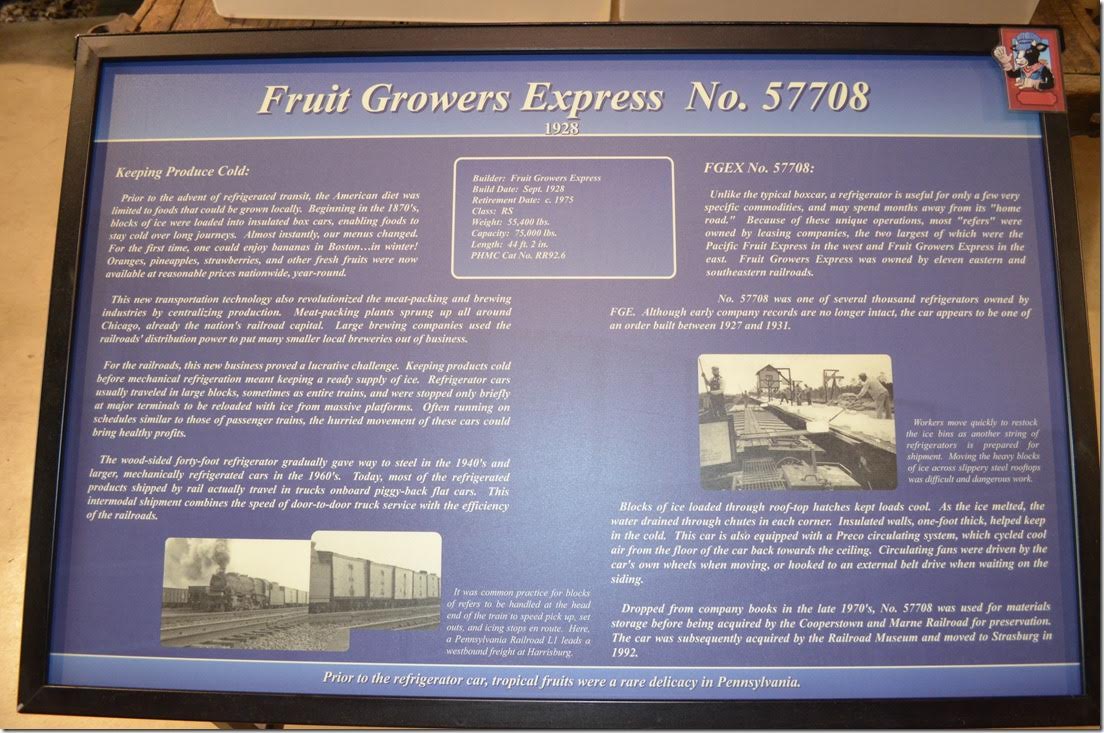 Fruit Growers Express No. 57708
1928
Keeping Produce Cold:
Prior to the advent of refrigerated transit, the American diet was
limited to foods that could be grown locally. Beginning in the 1870's,
blocks of ice were loaded into insulated box cars, enabling foods to
stay cold over long journeys. Almost instantly, our menus changed.
For the first time, one could enjoy bananas in Boston...in winter!
Oranges, pineapples, strawberries, and other fresh fruits were now
available at reasonable prices nationwide, year-round.
This new transportation technology also revolutionized the meat-packing and brewing
industries by centralizing production. Meat-packing plants sprung up all around
Chicago, already the nation's railroad capital. Large brewing companies used the
railroads' distribution power to put many smaller local breweries out of business.
For the railroads, this new business proved a lucrative challenge. Keeping products cold
before mechanical refrigeration meant keeping a ready supply of ice. Refrigerator cars
usually traveled in large blocks, sometimes as entire trains, and were stopped only briefly
at major terminals to be reloaded with ice from massive platforms. Often running on
schedules similar to those of passenger trains, the hurried movement of these cars could
bring healthy profits.
The wood-sided forty-foot refrigerator gradually gave way to steel in the 1940's and
larger, mechanically refrigerated cars in the 1960's. Today, most of the refrigerated
products shipped by rail actually travel in trucks onboard piggy-back flat cars. This
intermodal shipment combines the speed of door-to-door truck service with the efficiency
of the railroads.
It was common practice for blocks
of refers to be handled at the head
end of the train to speed pick up, set
outs, and icing stops en route. Here,
a Pennsylvania Railroad L1 leads a
westbound freight at Harrisburg.
Builder: Fruit Growers Express
Build Date: Sept. 1928
Retirement Date: c. 1975
Class: RS
Weight: 55,400 lbs.
Capacity: 75,000 lbs.
Length: 44 ft. 2 in.
PHMC Cat No. RR92.6
FGEX No. 57708:
Unlike the typical boxcar, a refrigerator is useful for only a few very
specific commodities, and may spend months away from its "home
road." Because of these unique operations, most "refers" were
owned by leasing companies, the two largest of which were the
Pacific Fruit Express in the west and Fruit Growers Express in the
east. Fruit Growers Express was owned by eleven eastern and
southeastern railroads.
No. 57708 was one of several thousand refrigerators owned by
FGE. Although early company records are no longer intact, the car appears to be one of
an order built between 1927 and 1931.
Workers move quickly to restock
the ice bins as another string of
refrigerators is prepared for
shipment. Moving the heavy blocks
of ice across slippery steel rooftops
was difficult and dangerous work.
Blocks of ice loaded through roof-top hatches kept loads cool. As the ice melted, the
water drained through chutes in each corner. Insulated walls, one-foot thick, helped keep
in the cold. This car is also equipped with a Preco circulating system, which cycled cool
air from the floor of the car back towards the ceiling. Circulating fans were driven by the
car's own wheels when moving, or hooked to an external belt drive when waiting on the
siding.
Dropped from company books in the late 1970's, No. 57708 was used for materials
storage before being acquired by the Cooperstown and Marne Railroad for preservation.
The car was subsequently acquired by the Railroad Museum and moved to Strasburg in
1992.
Prior to the refrigerator car, tropical fruits were a rare delicacy in Pennsylvania.